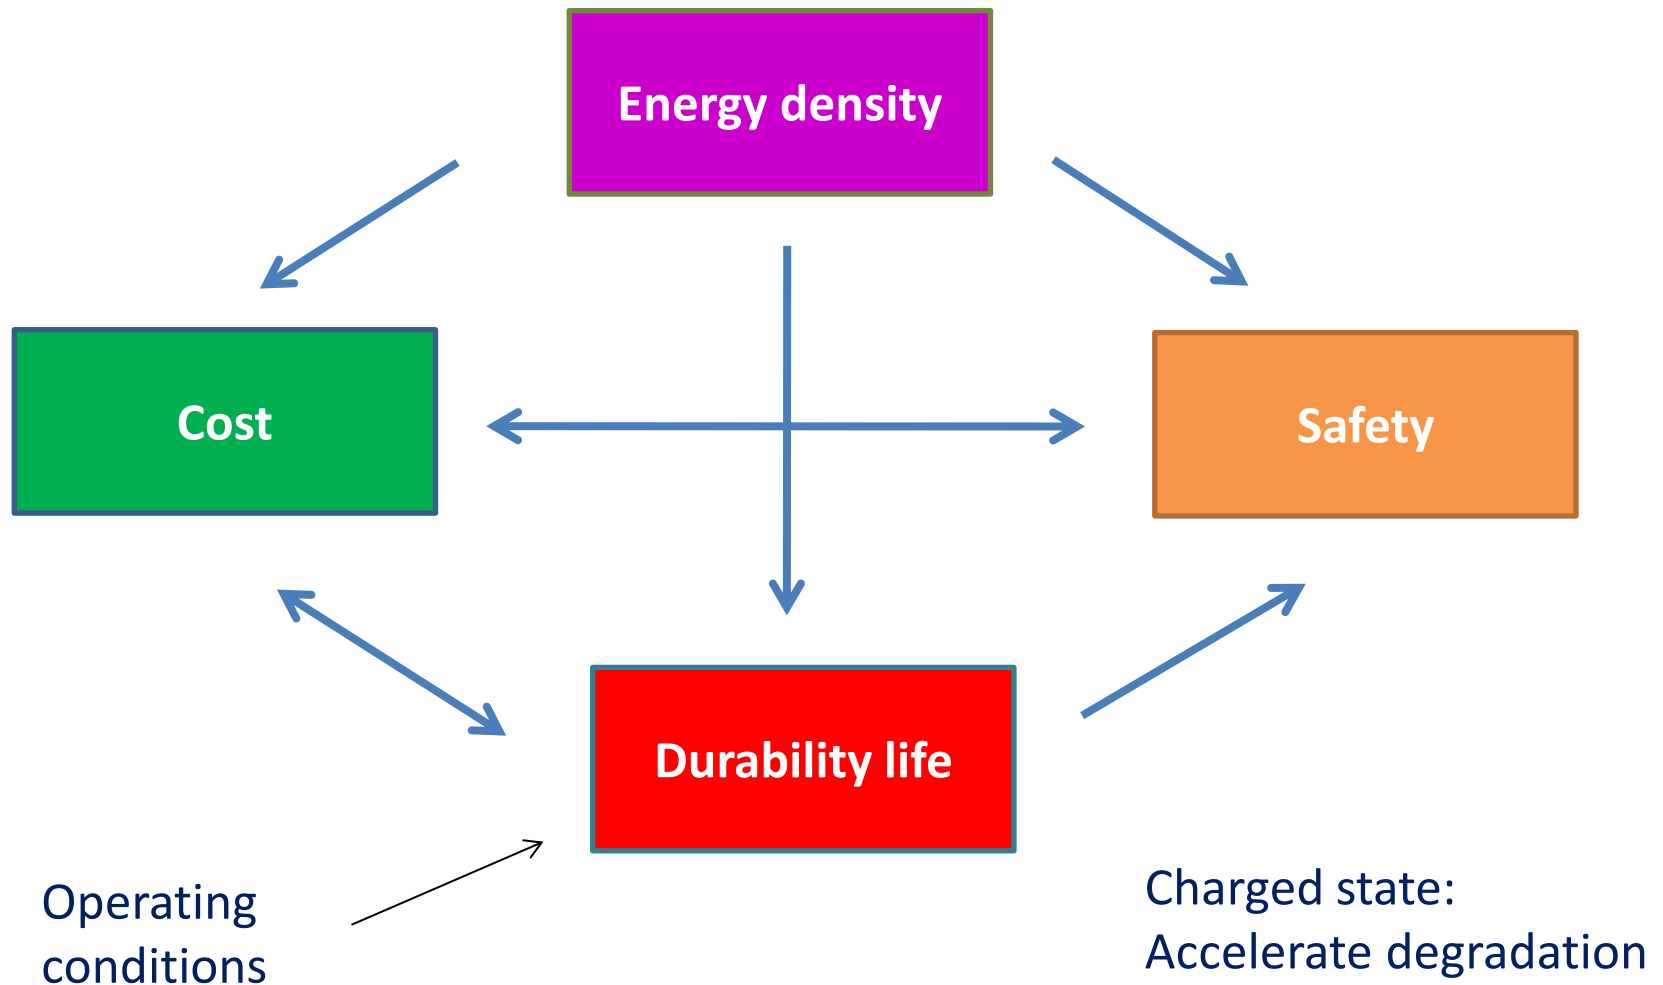 Energy density
Cost
Safety
Durability life
Operating
conditions
Charged state:
Accelerate degradation